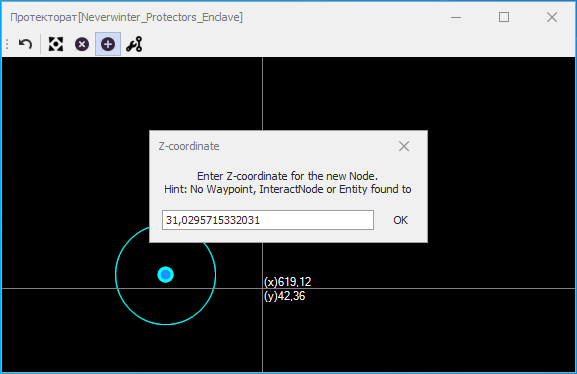 Протекторат[Neverwinter_Protectors_Enclave]
Z-coordinate
Enter Z-coordinate for the new Node.
Hint: No Waypoint, InteractNode or Entity found to
31,0295715332031
OK
(x)619,12
(y)42,36